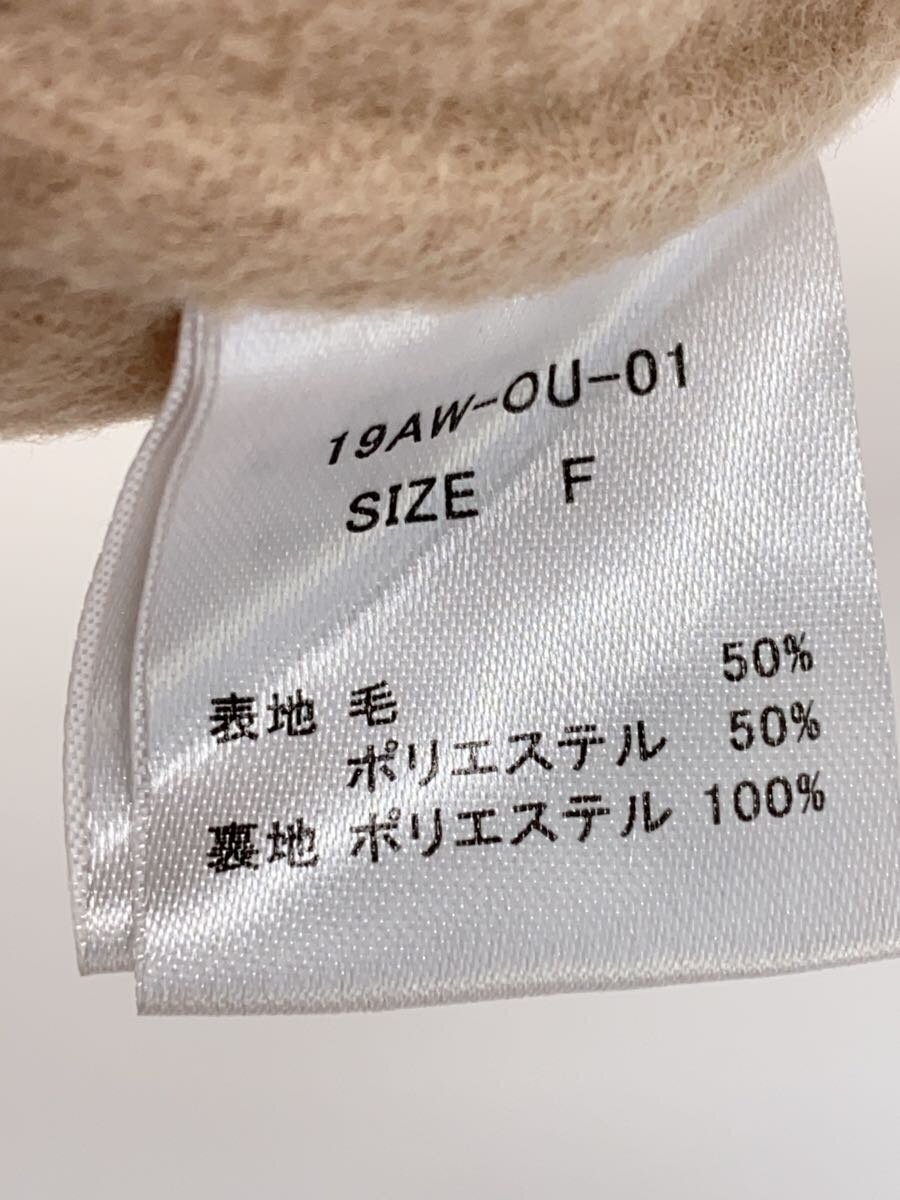 19AW-OU-01
SIZE F
表地 毛 50%
ポリエステル 50%
裏地 ポリエステル 100%